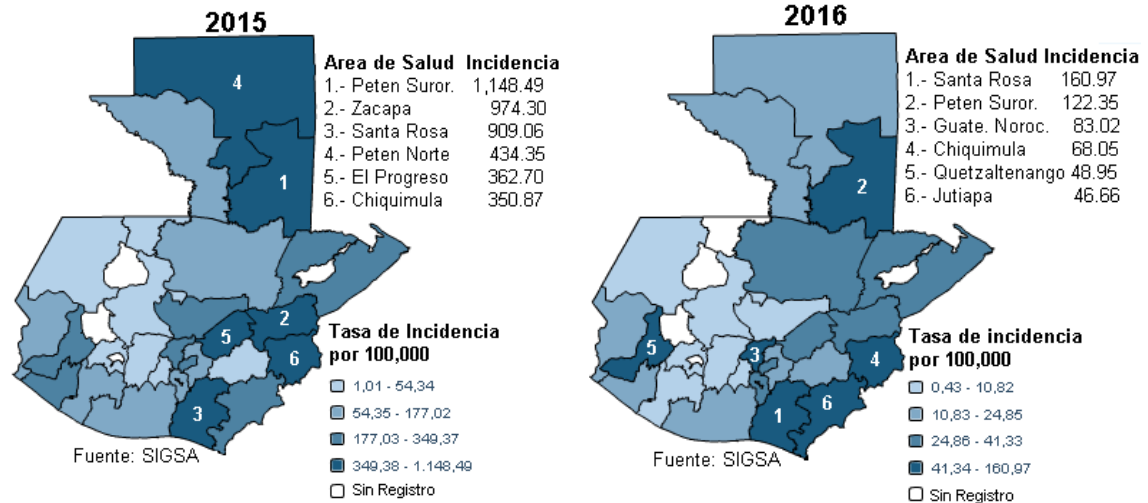 2015
Area de Salud Incidencia
1.- Peten Suror. 1,148.49
2.- Zacapa 974.30
3.- Santa Rosa 909.06
4.- Peten Norte 434.35
5.- El Progreso 362.70
6.- Chiquimula 350.87
4
1
2
5
6
3
Tasa de Incidencia
por 100,000
1,01 - 54,34
54,35 - 177,02
177,03 - 349,37
349,38 - 1.148,49
Sin Registro
Fuente: SIGSA
2016
Area de Salud Incidencia
1.- Santa Rosa 160.97
2.- Peten Suror. 122.35
3.- Guate. Noroc. 83.02
4.- Chiquimula 68.05
5.- Quetzaltenango 48.95
6.- Jutiapa 46.66
2
5
3
4
1
6
Tasa de incidencia
por 100,000
0,43 - 10,82
10,83 - 24,85
24,86 - 41,33
41,34 - 160,97
Sin Registro
Fuente: SIGSA